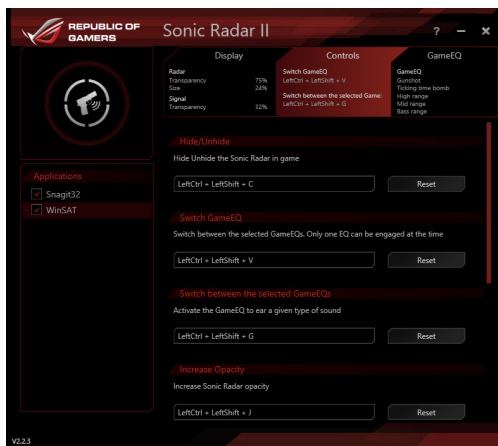 REPUBLIC OF
GAMERS
Sonic Radar II
?
Display
Radar
Transparency 75%
Size 24%
Signal
Transparency 32%
Controls
Switch GameEQ
LeftCtrl + LeftShift + V
Switch between the selected Game:
LeftCtrl + LeftShift + G
GameEQ
GameEQ
Gunshot
Ticking time bomb
High range
Mid range
Bass range
Applications
Snagit32
WinSAT
Hide/Unhide
Hide Unhide the Sonic Radar in game
LeftCtrl + LeftShift + C Reset
Switch GameEQ
Switch between the selected GameEQs. Only one EQ can be engaged at the time
LeftCtrl + LeftShift + V Reset
Switch between the selected GameEQs
Activate the GameEQ to ear a given type of sound
LeftCtrl + LeftShift + G Reset
Increase Opacity
Increase Sonic Radar opacity
LeftCtrl + LeftShift + J Reset
V2.2.3